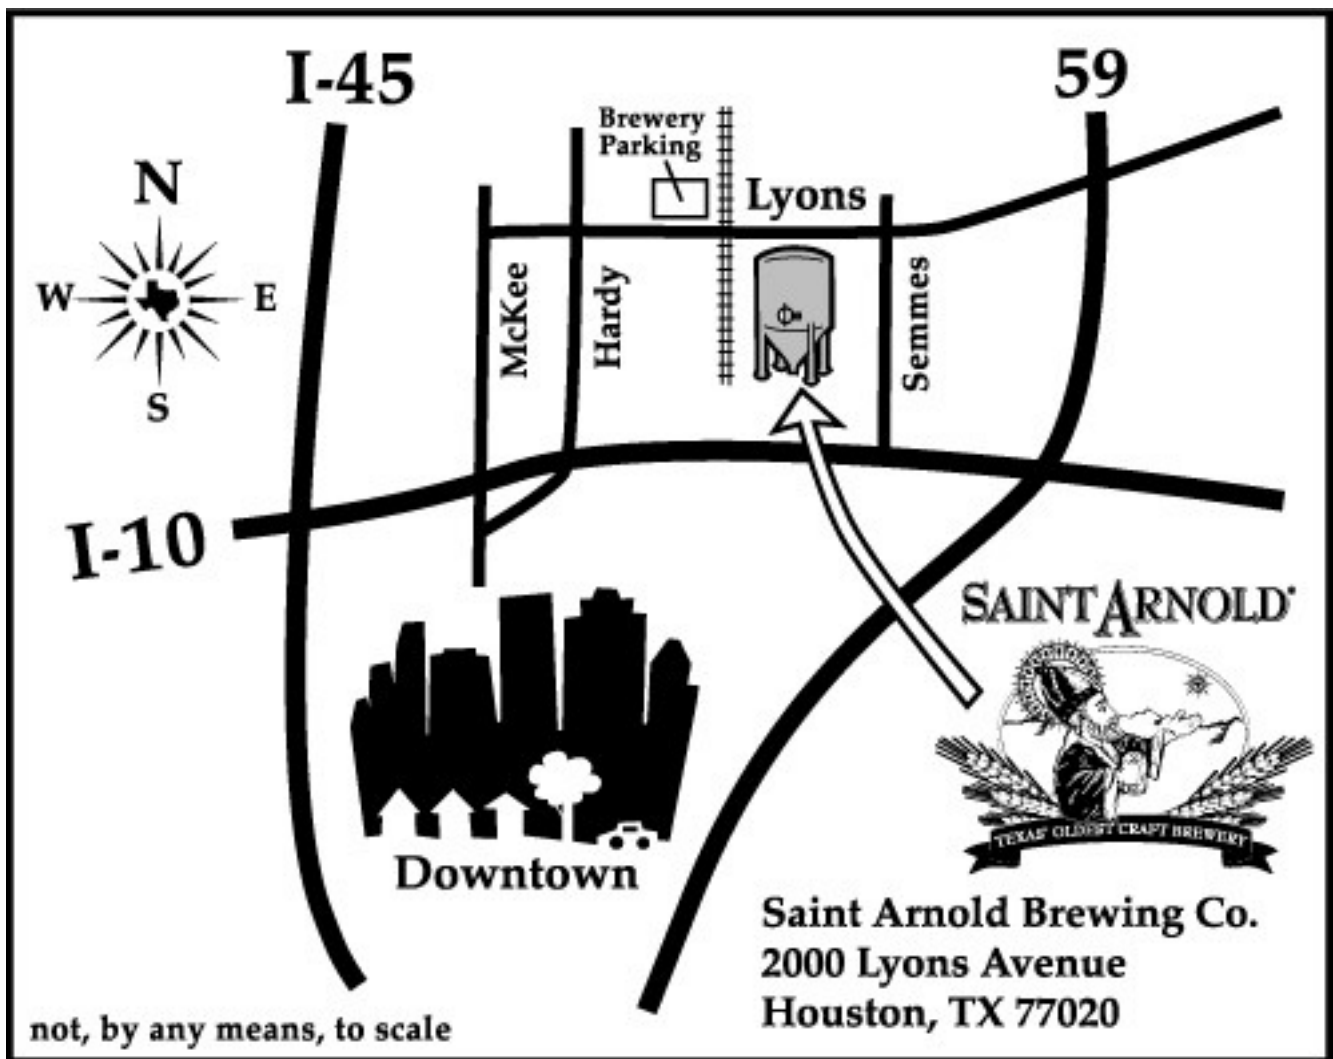 I-45
59
Brewery
Parking
N
Lyons
W
E
McKee
Hardy
Semmes
S
I-10
SAINT ARNOLD
TEXAS' OLDEST CRAFT BREWERY
Downtown
Saint Arnold Brewing Co.
2000 Lyons Avenue
Houston, TX 77020
not, by any means, to scale